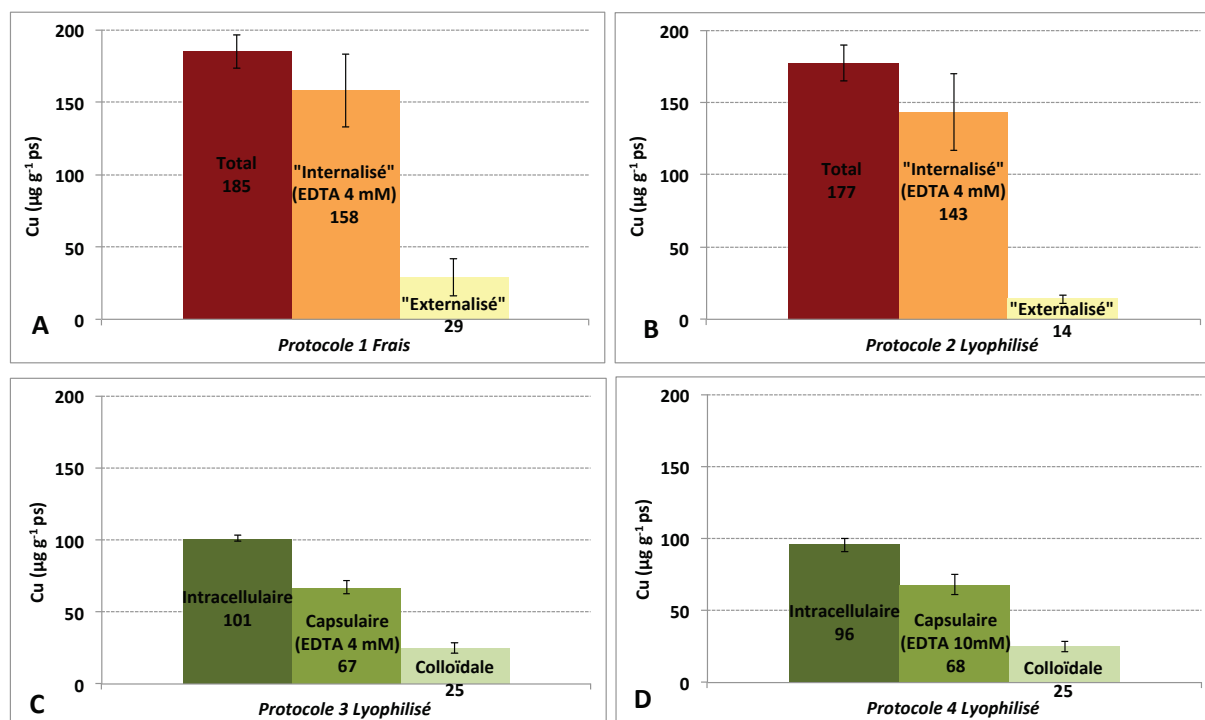 200
150
100
50
0
Cu (µg g⁻¹ ps)
Total
185
"Internalisé"
(EDTA 4 mM)
158
"Externalisé"
29
A
Protocole 1 Frais
200
150
100
50
0
Cu (µg g⁻¹ ps)
Total
177
"Internalisé"
(EDTA 4 mM)
143
"Externalisé"
14
B
Protocole 2 Lyophilisé
200
150
100
50
0
Cu (µg g⁻¹ ps)
Intracellulaire
101
Capsulaire
(EDTA 4 mM)
67
Colloïdale
25
C
Protocole 3 Lyophilisé
200
150
100
50
0
Cu (µg g⁻¹ ps)
Intracellulaire
96
Capsulaire
(EDTA 10mM)
68
Colloïdale
25
D
Protocole 4 Lyophilisé